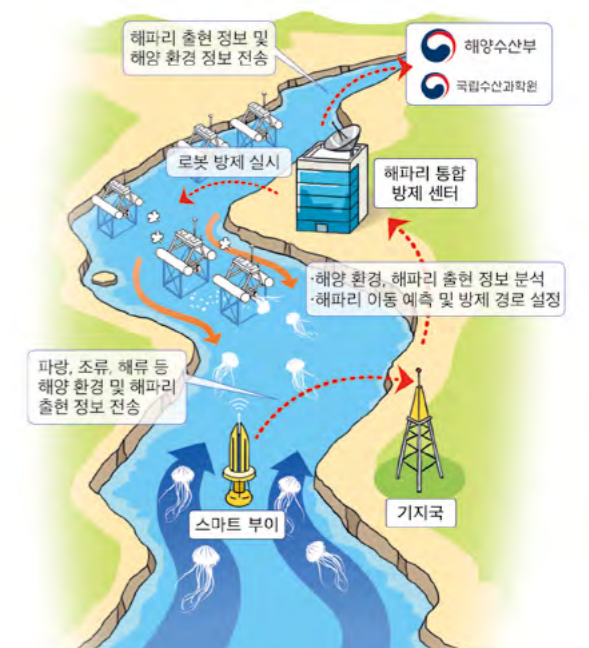 해파리 출현 정보 및
해양 환경 정보 전송
해양수산부
국립수산과학원
로봇 방제 실시
해파리 통합
방제 센터
·해양 환경, 해파리 출현 정보 분석
·해파리 이동 예측 및 방제 경로 설정
파랑, 조류, 해류 등
해양 환경 및 해파리
출현 정보 전송
스마트 부이
기지국